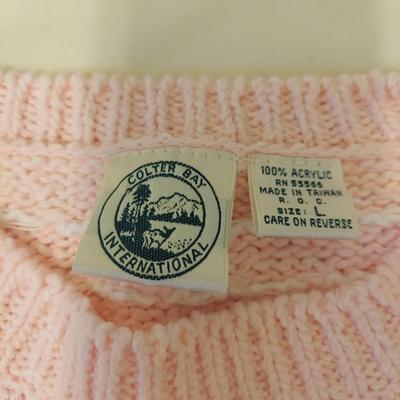 COLTER BAY
INTERNATIONAL
100% ACRYLIC
RN 55566
MADE IN TAIWAN
R. O. C.
SIZE: L
CARE ON REVERSE